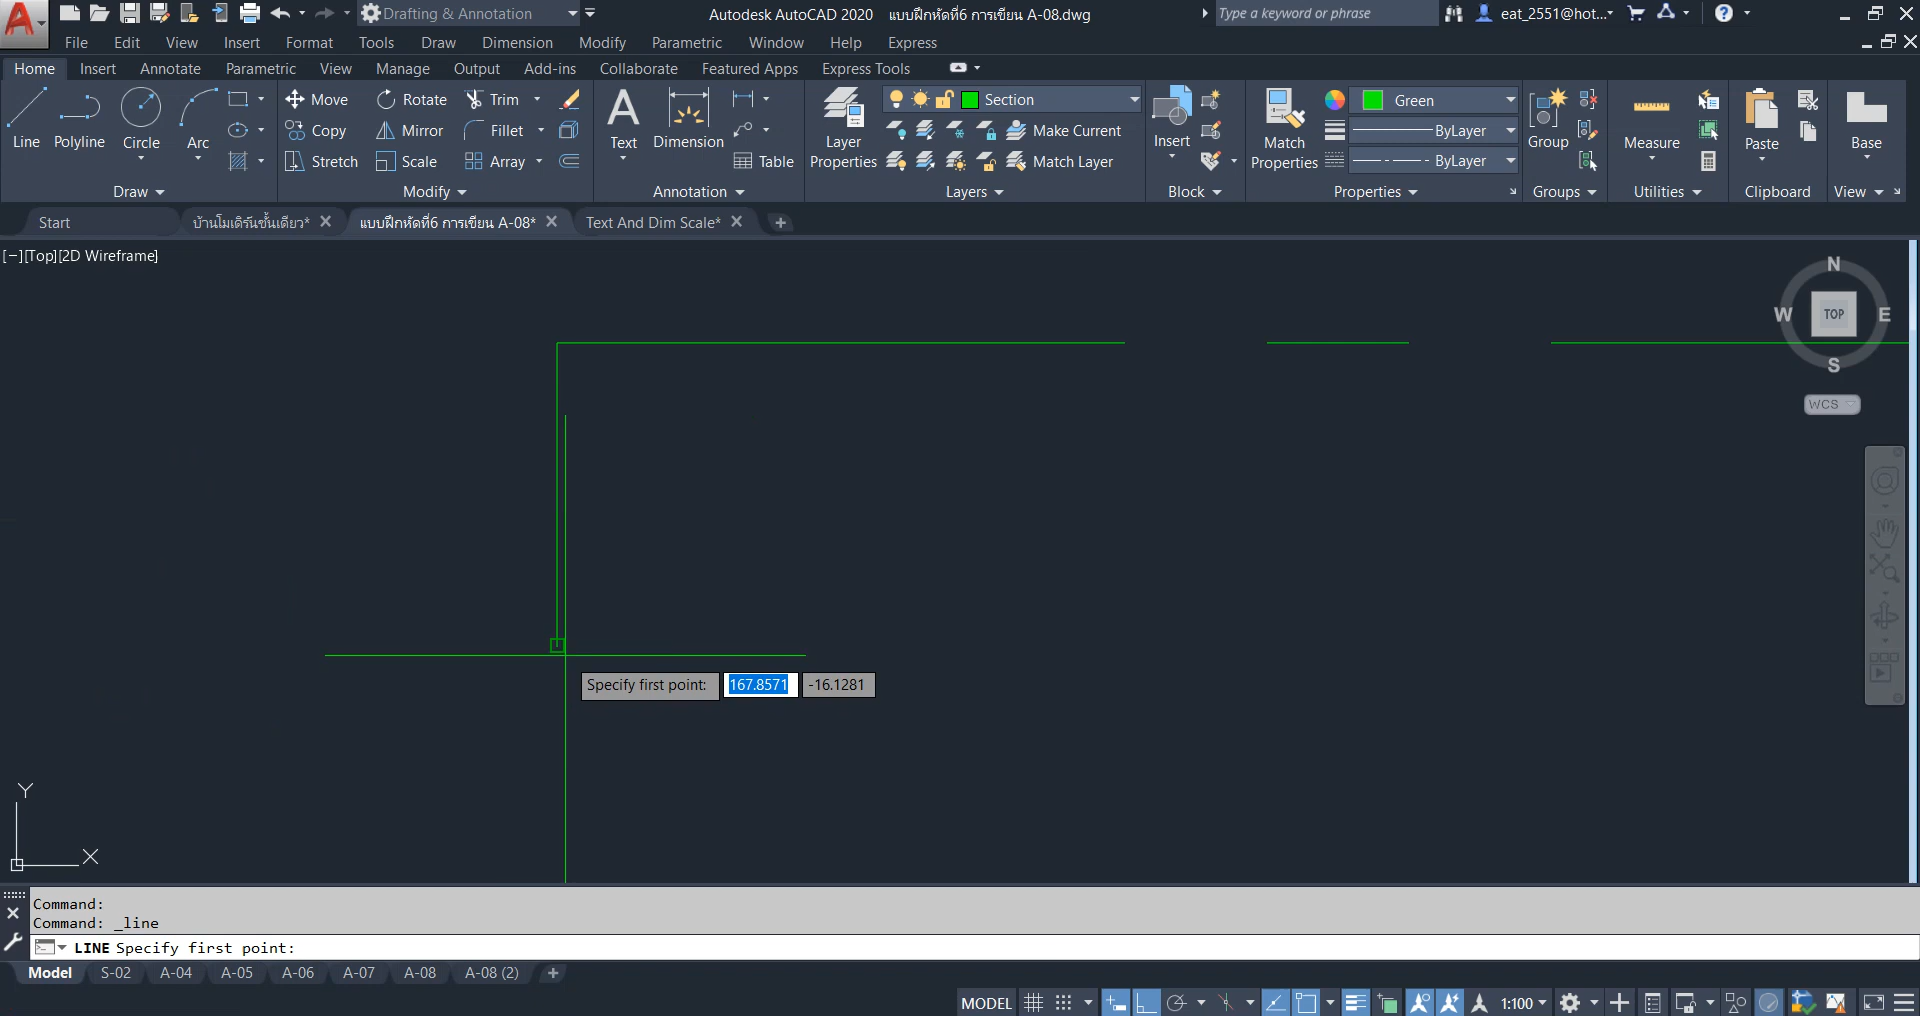 Drafting & Annotation
Autodesk AutoCAD 2020 แบบฝึกหัดที่6 การเขียน A-08.dwg
Type a keyword or phrase
eat_2551@hot...
File Edit View Insert Format Tools Draw Dimension Modify Parametric Window Help Express
Home Insert Annotate Parametric View Manage Output Add-ins Collaborate Featured Apps Express Tools
Line Polyline Circle Arc
Move Rotate Trim
Copy Mirror Fillet
Stretch Scale Array
Text Dimension Table
Layer Properties
Section
Make Current
Match Layer
Insert
Match Properties
Green
ByLayer
ByLayer
Group
Measure
Paste
Base
Draw Modify Annotation Layers Block Properties Groups Utilities Clipboard View
Start บ้านโมเดิร์นชั้นเดียว* แบบฝึกหัดที่6 การเขียน A-08* Text And Dim Scale*
[−][Top][2D Wireframe]
N
W TOP E
S
WCS
Specify first point: 167.8571 -16.1281
Y
X
Command:
Command: _line
LINE Specify first point:
Model S-02 A-04 A-05 A-06 A-07 A-08 A-08 (2)
MODEL 1:100